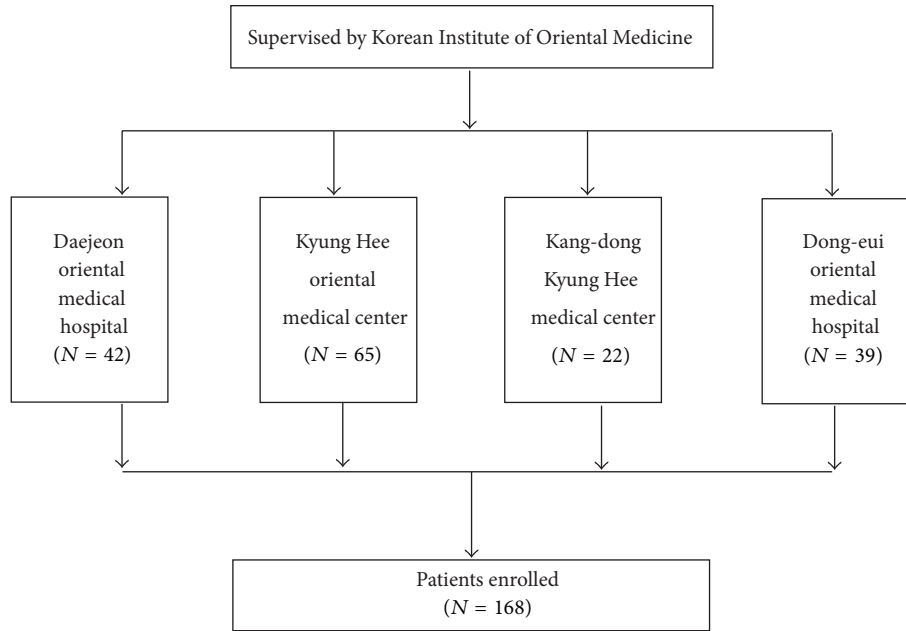 Supervised by Korean Institute of Oriental Medicine
Daejeon
oriental
medical
hospital
(N = 42)
Kyung Hee
oriental
medical center
(N = 65)
Kang-dong
Kyung Hee
medical center
(N = 22)
Dong-eui
oriental
medical
hospital
(N = 39)
Patients enrolled
(N = 168)